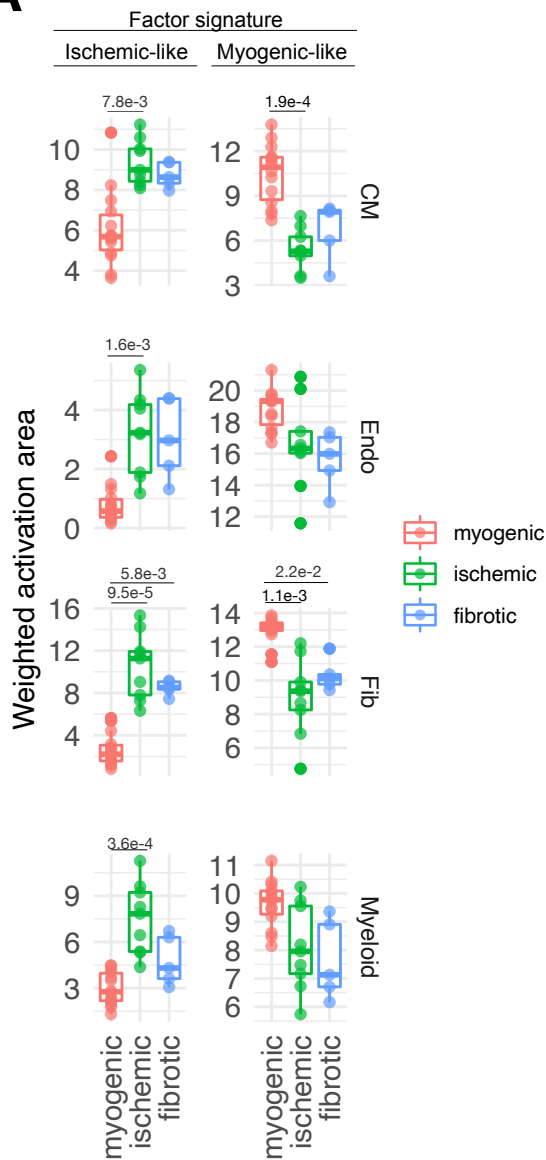 A
Factor signature
Ischemic-like Myogenic-like
7.8e-3 1.9e-4
10
8
6
4
12
9
6
3
CM
1.6e-3
4
2
0
20
18
16
14
12
Endo
Weighted activation area
myogenic
ischemic
fibrotic
5.8e-3
9.5e-5
2.2e-2
1.1e-3
16
12
8
4
14
12
10
8
6
Fib
3.6e-4
9
6
3
11
10
9
8
7
6
Myeloid
myogenic
ischemic
fibrotic
myogenic
ischemic
fibrotic